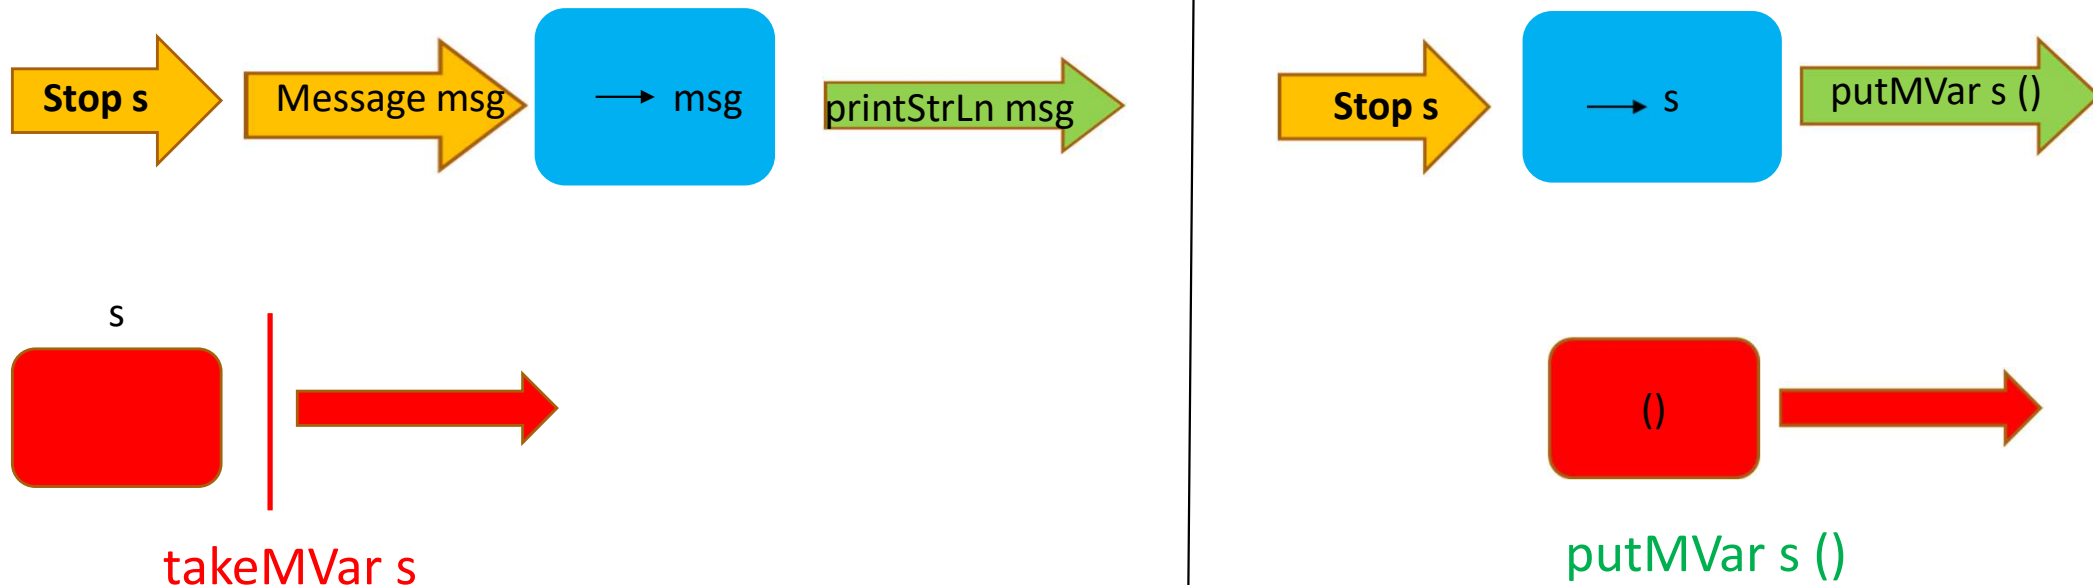 Stop s
Message msg
msg
printStrLn msg
s
takeMVar s
Stop s
s
putMVar s ()
()
putMVar s ()